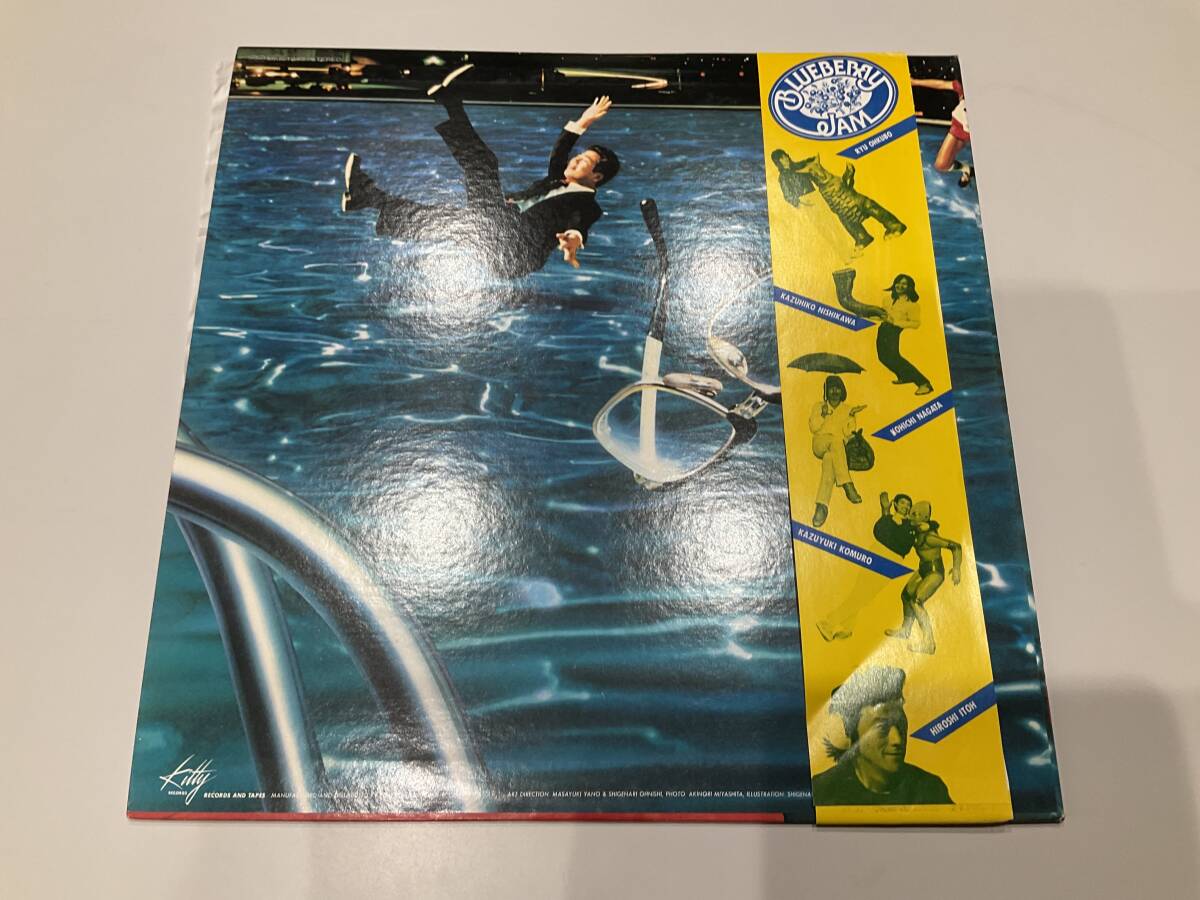 BLUEBERRY
JAM
RYU OHKUBO
KAZUHIKO NISHIKAWA
KOHICHI NAGATA
KAZUYUKI KOMURO
HIROSHI ITOH
Kitty
RECORDS
RECORDS AND TAPES
ART DIRECTION MASAYUKI YANO & SHIGENARI OHNISHI, PHOTO AKINORI MIYASHITA, ILLUSTRATION SHIGENA